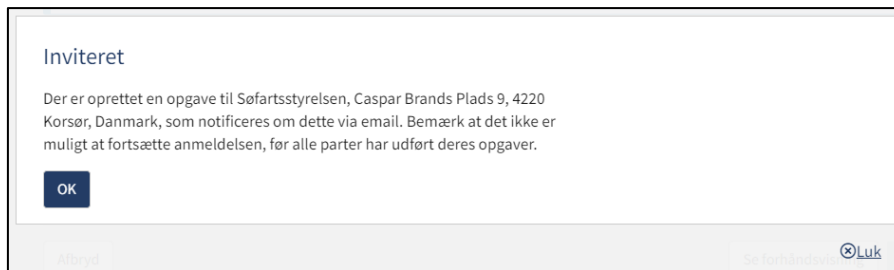 Inviteret
Der er oprettet en opgave til Søfartsstyrelsen, Caspar Brands Plads 9, 4220
Korsør, Danmark, som notificeres om dette via email. Bemærk at det ikke er
muligt at fortsætte anmeldelsen, før alle parter har udført deres opgaver.
OK
Luk
Afbryd
Se forhåndsvisning